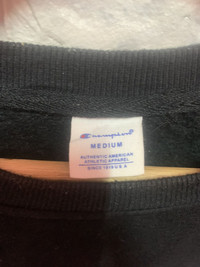 Champion
MEDIUM
AUTHENTIC AMERICAN
ATHLETIC APPAREL
SINCE 1919 U.S.A.